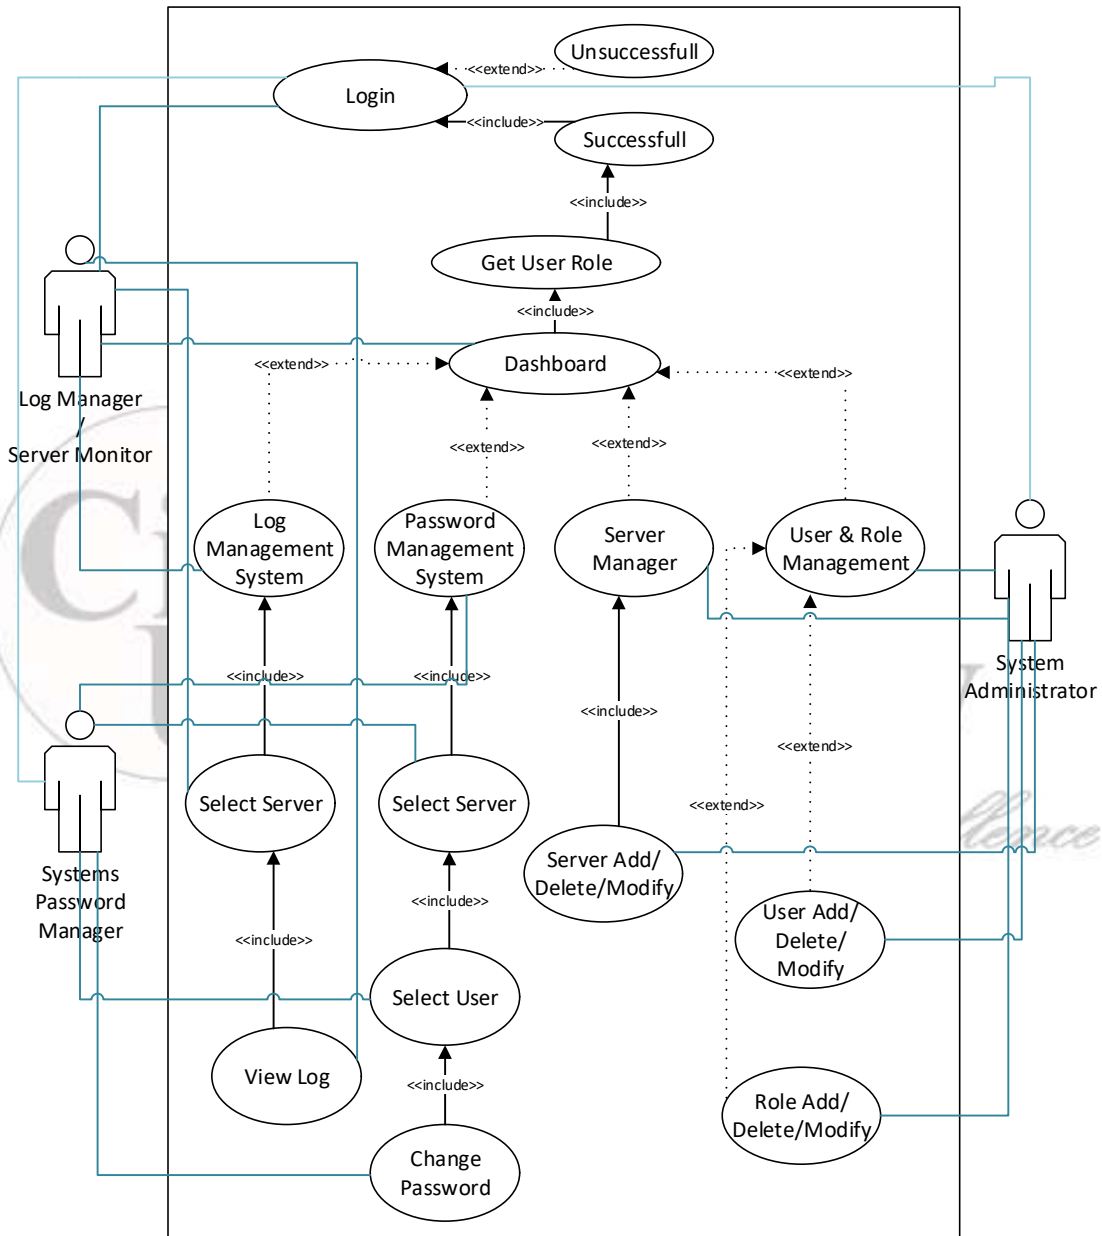 Unsuccessfull
<<extend>>
Login
<<include>>
Successfull
<<include>>
Get User Role
<<include>>
<<extend>>
Dashboard
<<extend>>
Log Manager
/
Server Monitor
<<extend>>
<<extend>>
Log
Management
System
Password
Management
System
Server
Manager
User & Role
Management
System
Administrator
<<include>>
<<include>>
<<include>>
<<extend>>
Select Server
Select Server
<<extend>>
Server Add/
Delete/Modify
Systems
Password
Manager
<<include>>
<<include>>
User Add/
Delete/
Modify
Select User
View Log
<<include>>
Role Add/
Delete/Modify
Change
Password